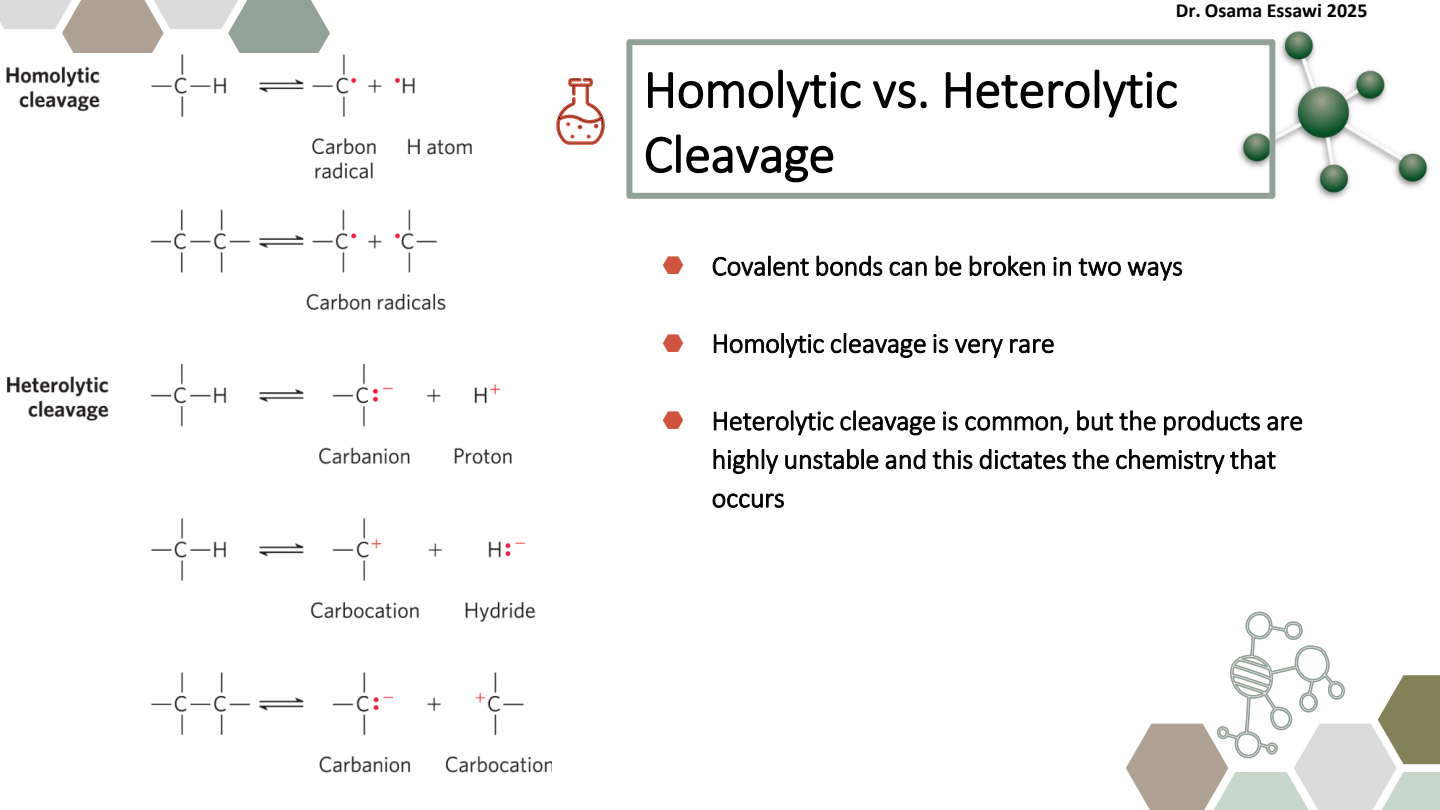 Dr. Osama Essawi 2025
Homolytic vs. Heterolytic
Cleavage
Homolytic
cleavage
—C—H ⇌ —C• + •H
Carbon
radical
H atom
—C—C— ⇌ —C• + •C—
Carbon radicals
Heterolytic
cleavage
—C—H ⇌ —C:⁻ + H⁺
Carbanion Proton
—C—H ⇌ —C⁺ + H:⁻
Carbocation Hydride
—C—C— ⇌ —C:⁻ + ⁺C—
Carbanion Carbocation
Covalent bonds can be broken in two ways
Homolytic cleavage is very rare
Heterolytic cleavage is common, but the products are
highly unstable and this dictates the chemistry that
occurs